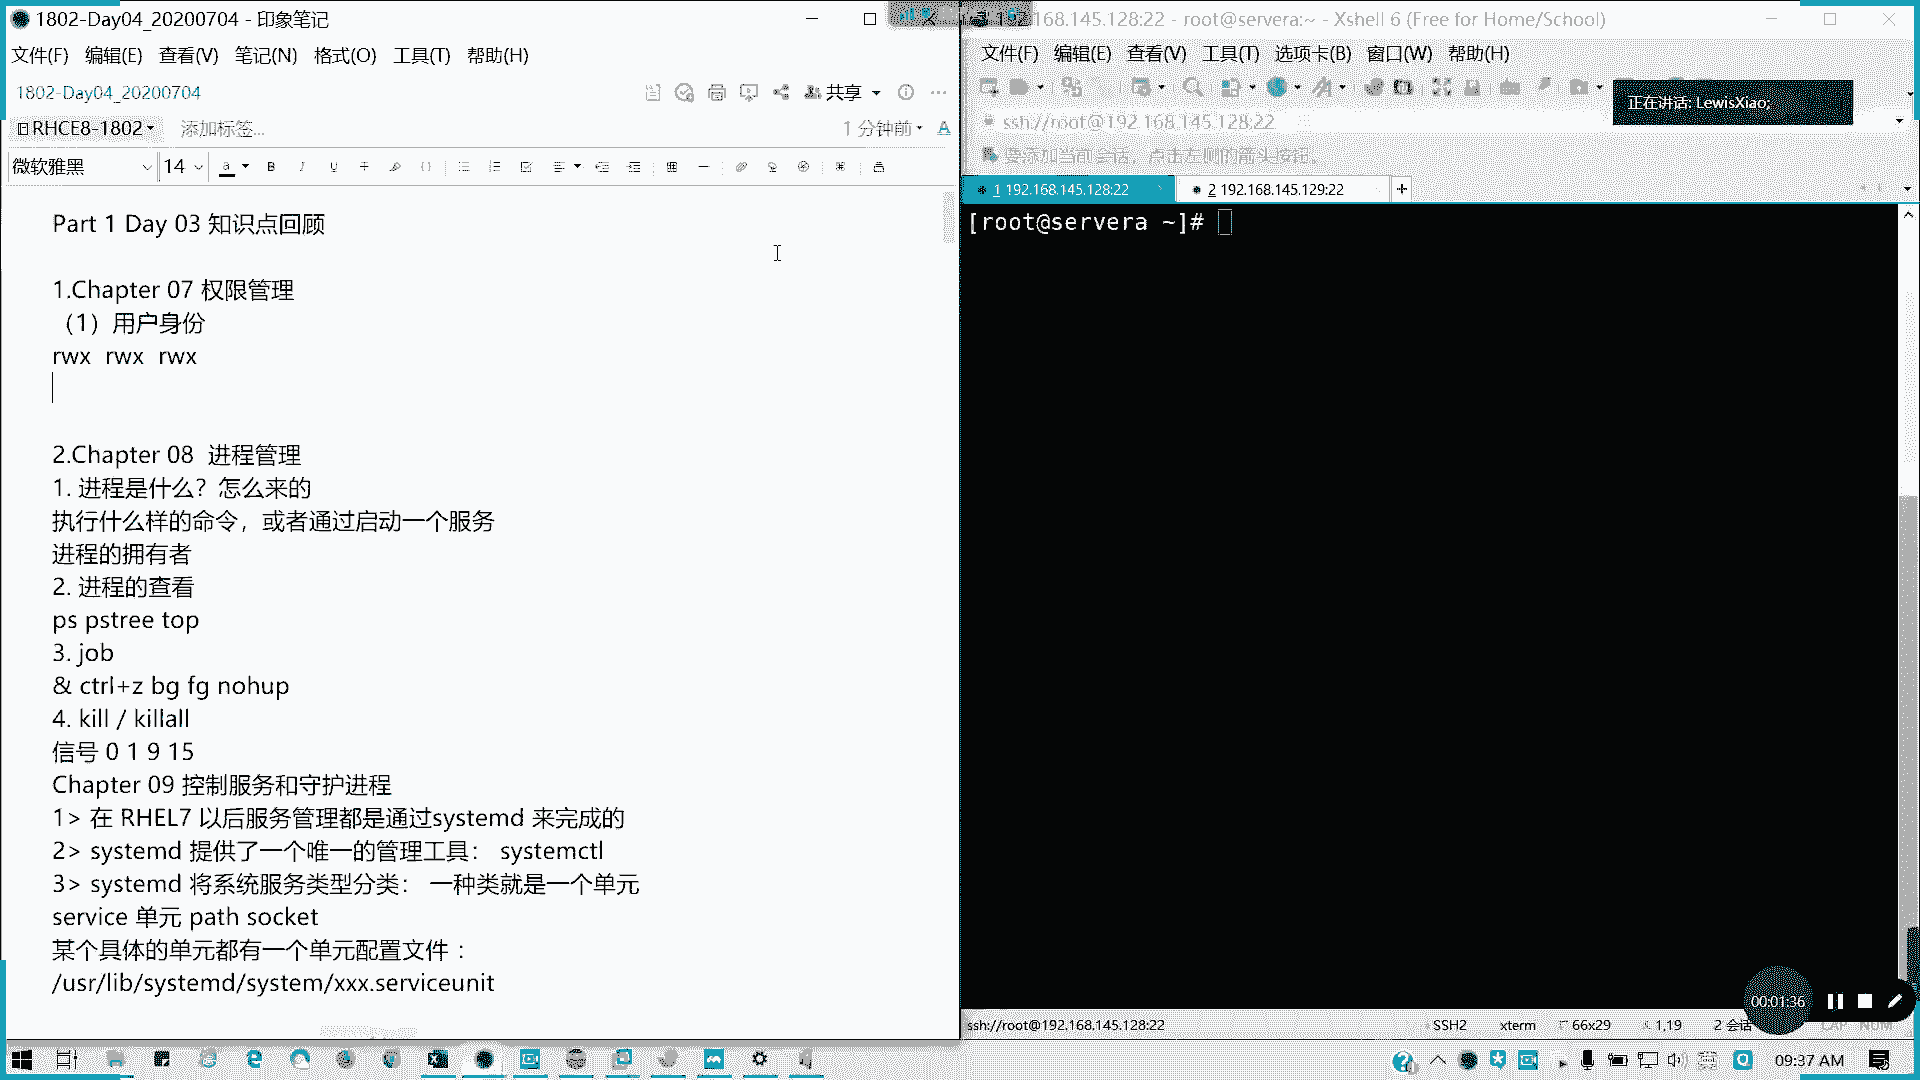 1802-Day04_20200704 - 印象笔记
文件(F) 编辑(E) 查看(V) 笔记(N) 格式(O) 工具(T) 帮助(H)
1802-Day04_20200704
共享
RHCE8-1802
添加标签...
1 分钟前
微软雅黑
14
Part 1 Day 03 知识点回顾
1.Chapter 07 权限管理
（1）用户身份
rwx rwx rwx
2.Chapter 08 进程管理
1. 进程是什么？怎么来的
执行什么样的命令，或者通过启动一个服务
进程的拥有者
2. 进程的查看
ps pstree top
3. job
& ctrl+z bg fg nohup
4. kill / killall
信号 0 1 9 15
Chapter 09 控制服务和守护进程
1> 在 RHEL7 以后服务管理都是通过systemd 来完成的
2> systemd 提供了一个唯一的管理工具： systemctl
3> systemd 将系统服务类型分类： 一种类就是一个单元
service 单元 path socket
某个具体的单元都有一个单元配置文件：
/usr/lib/systemd/system/xxx.serviceunit
168.145.128:22 - root@servera:~ - Xshell 6 (Free for Home/School)
文件(F) 编辑(E) 查看(V) 工具(T) 选项卡(B) 窗口(W) 帮助(H)
正在讲话: LewisXiao;
ssh://root@192.168.145.128:22
要添加当前会话，点击左侧的箭头按钮。
1 192.168.145.128:22
2 192.168.145.129:22
[root@servera ~]#
00:01:36
ssh://root@192.168.145.128:22
SSH2
xterm
66x29
1,19
2 会话
CAP NUM
09:37 AM